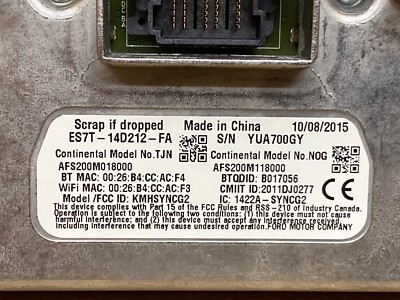 Scrap if dropped Made in China 10/08/2015
ES7T-14D212-FA S/N YUA700GY
Continental Model No.TJN Continental Model No:NOG
AFS200M018000 AFS200M118000
BT MAC: 00:26:B4:CC:AC:F4 BTQDID: B017056
WiFi MAC: 00:26:B4:CC:AC:F3 CMIIT ID:2011DJ0277
Model/FCC ID: KMHSYNCG2 IC: 1422A-SYNCG2
This device complies with Part 15 of the FCC Rules and RSS-210 of Industry Canada.
Operation is subject to the following two conditions: (1) this device must not cause
harmful interference, and (2) this device must accept any interference received,
including interference that may cause undesired operation.FORD MOTOR COMPANY